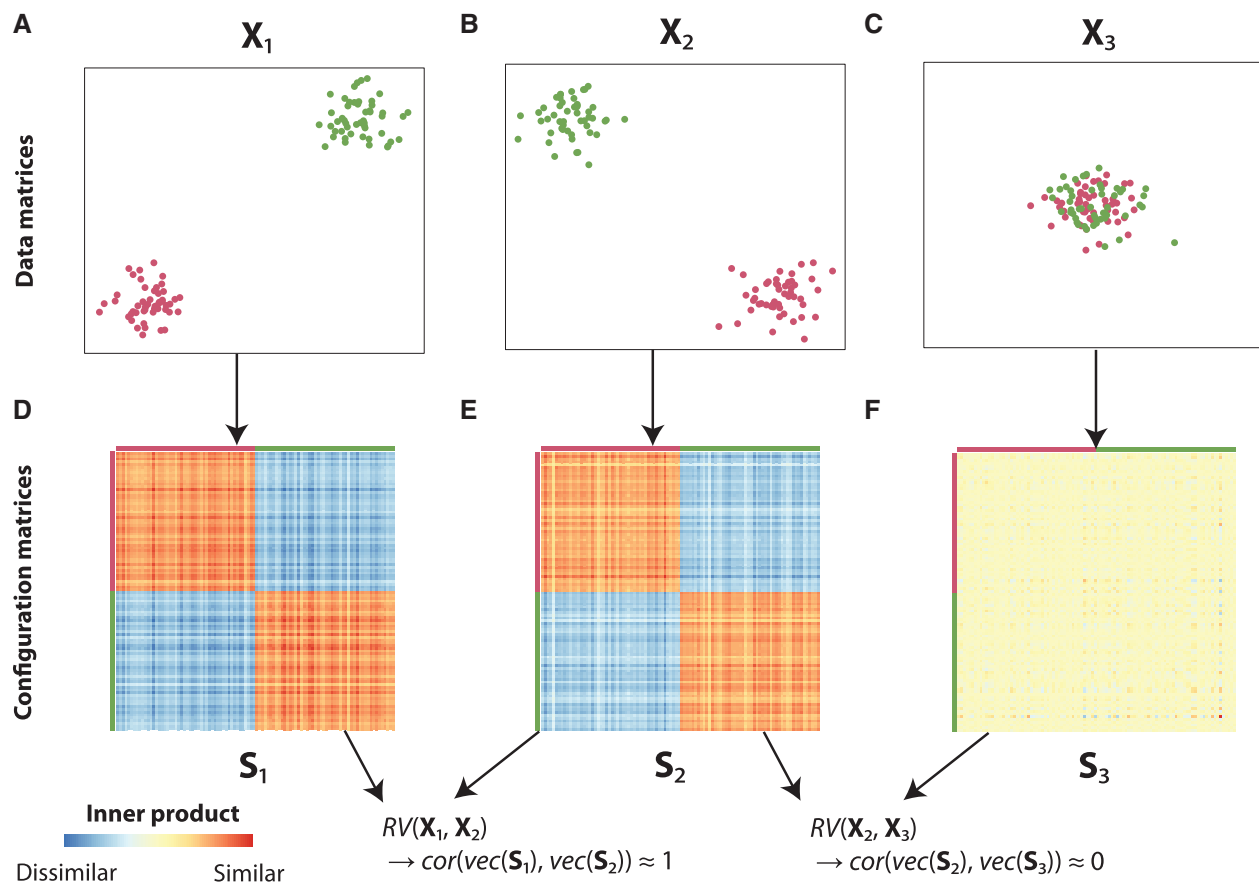 A
X₁
B
X₂
C
X₃
Data matrices
D
E
F
Configuration matrices
S₁
S₂
S₃
Inner product
Dissimilar Similar
RV(X₁, X₂)
→ cor(vec(S₁), vec(S₂)) ≈ 1
RV(X₂, X₃)
→ cor(vec(S₂), vec(S₃)) ≈ 0